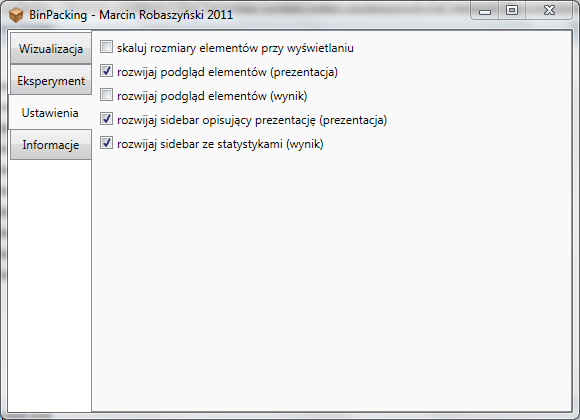 BinPacking - Marcin Robaszyński 2011
Wizualizacja
Eksperyment
Ustawienia
Informacje
skaluj rozmiary elementów przy wyświetlaniu
rozwijaj podgląd elementów (prezentacja)
rozwijaj podgląd elementów (wynik)
rozwijaj sidebar opisujący prezentację (prezentacja)
rozwijaj sidebar ze statystykami (wynik)